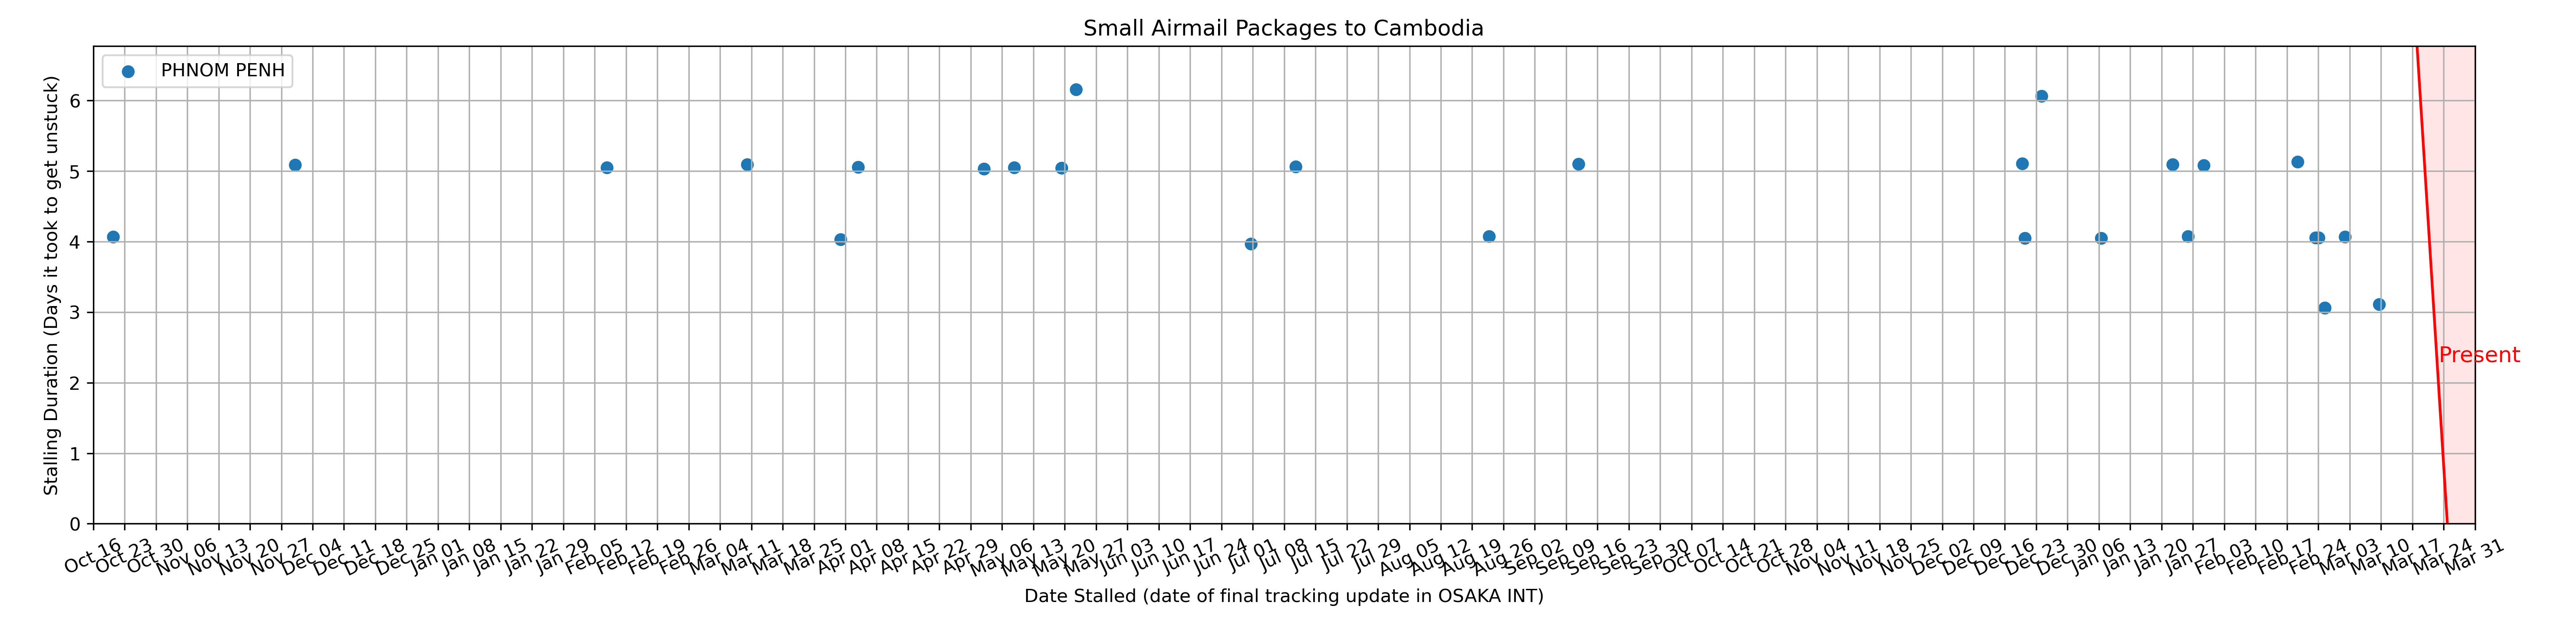 Small Airmail Packages to Cambodia
PHNOM PENH
Stalling Duration (Days it took to get unstuck)
6
5
4
3
2
1
0
Present
Oct 16
Oct 23
Oct 30
Nov 06
Nov 13
Nov 20
Nov 27
Dec 04
Dec 11
Dec 18
Dec 25
Jan 01
Jan 08
Jan 15
Jan 22
Jan 29
Feb 05
Feb 12
Feb 19
Feb 26
Mar 04
Mar 11
Mar 18
Mar 25
Apr 01
Apr 08
Apr 15
Apr 22
Apr 29
May 06
May 13
May 20
May 27
Jun 03
Jun 10
Jun 17
Jun 24
Jul 01
Jul 08
Jul 15
Jul 22
Jul 29
Aug 05
Aug 12
Aug 19
Aug 26
Sep 02
Sep 09
Sep 16
Sep 23
Sep 30
Oct 07
Oct 14
Oct 21
Oct 28
Nov 04
Nov 11
Nov 18
Nov 25
Dec 02
Dec 09
Dec 16
Dec 23
Dec 30
Jan 06
Jan 13
Jan 20
Jan 27
Feb 03
Feb 10
Feb 17
Feb 24
Mar 03
Mar 10
Mar 17
Mar 24
Mar 31
Date Stalled (date of final tracking update in OSAKA INT)